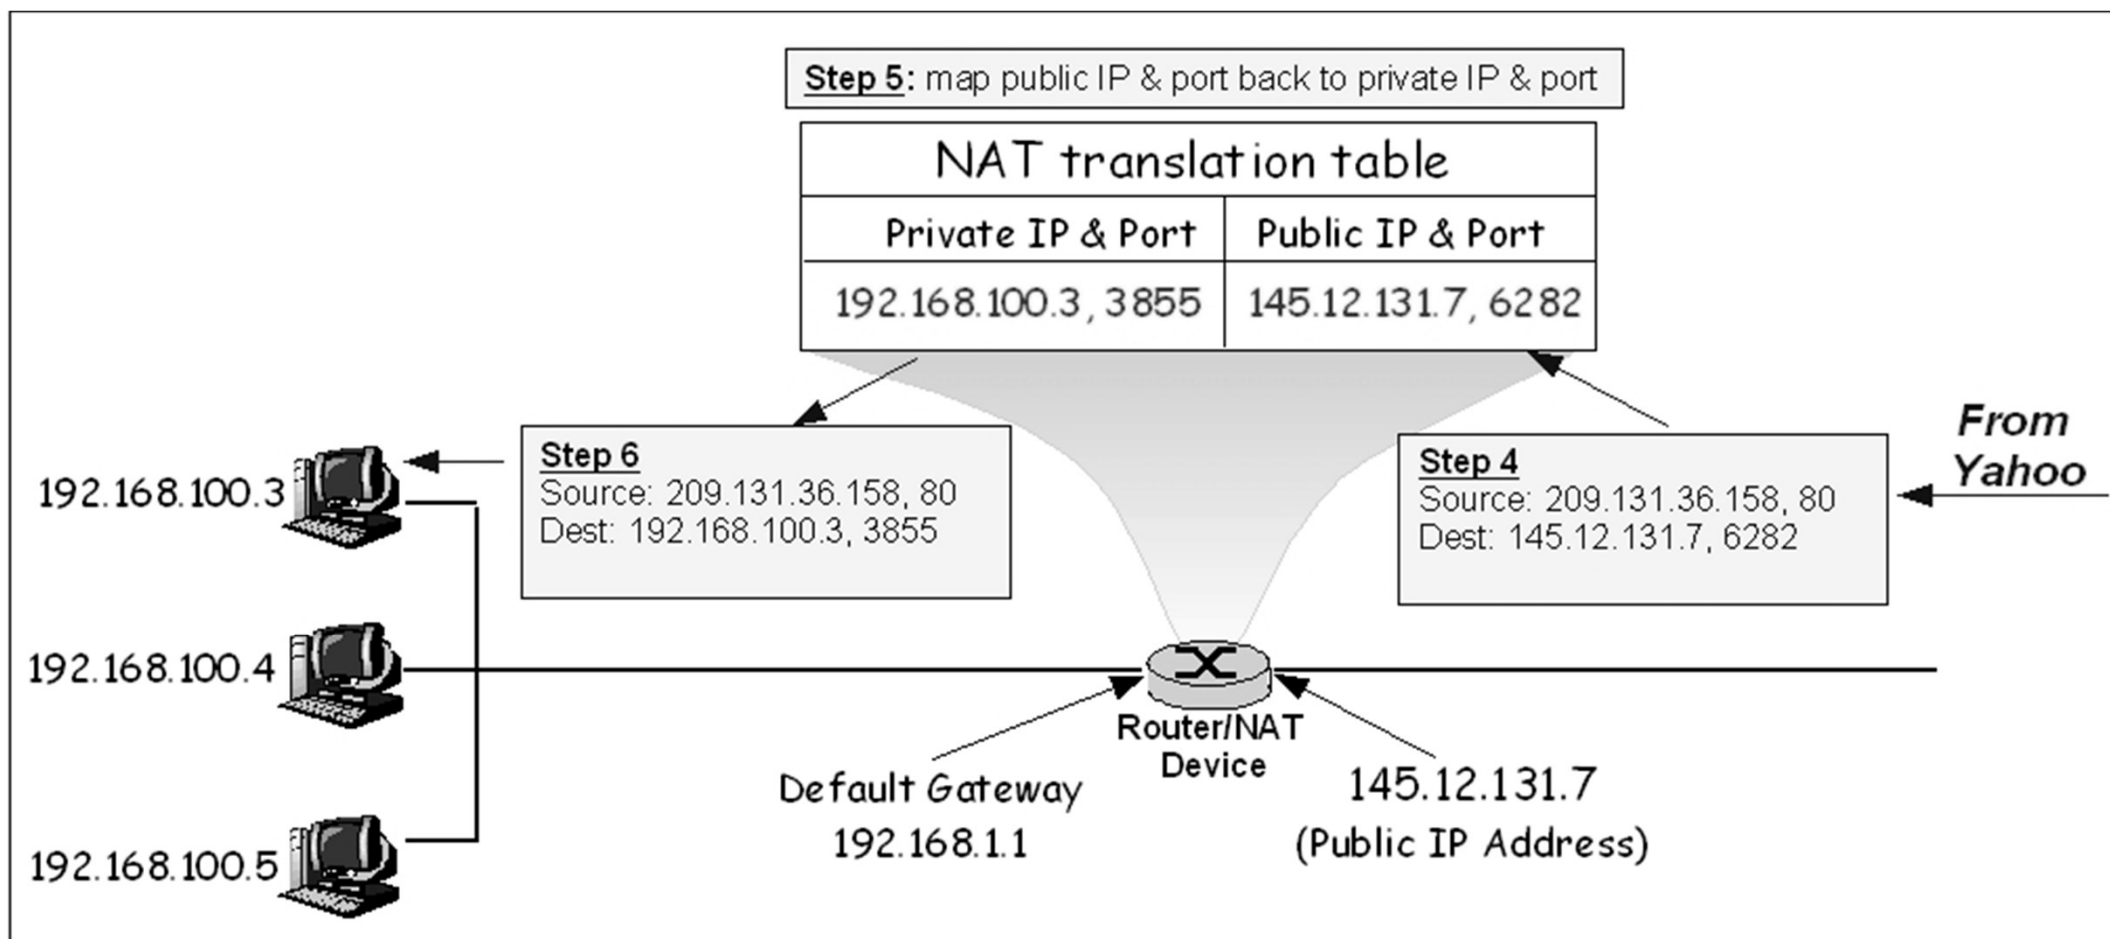 Step 5: map public IP & port back to private IP & port
NAT translation table
Private IP & Port
Public IP & Port
192.168.100.3, 3855
145.12.131.7, 6282
Step 6
Source: 209.131.36.158, 80
Dest: 192.168.100.3, 3855
Step 4
Source: 209.131.36.158, 80
Dest: 145.12.131.7, 6282
From
Yahoo
192.168.100.3
192.168.100.4
192.168.100.5
Router/NAT
Device
Default Gateway
192.168.1.1
145.12.131.7
(Public IP Address)